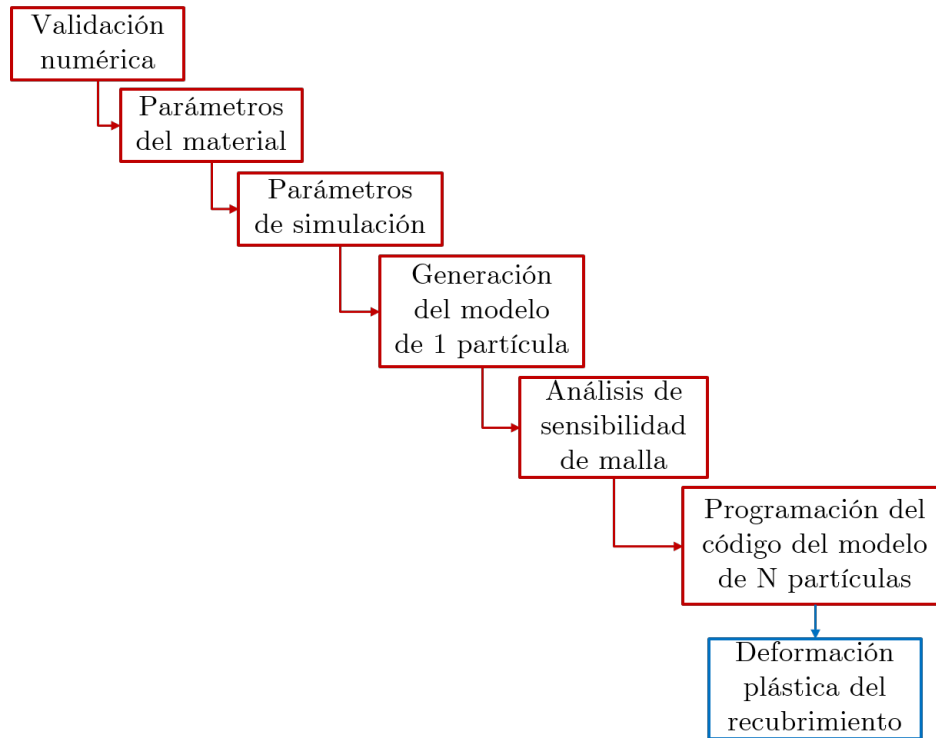 Validación
numérica
Parámetros
del material
Parámetros
de simulación
Generación
del modelo
de 1 partícula
Análisis de
sensibilidad
de malla
Programación del
código del modelo
de N partículas
Deformación
plástica del
recubrimiento